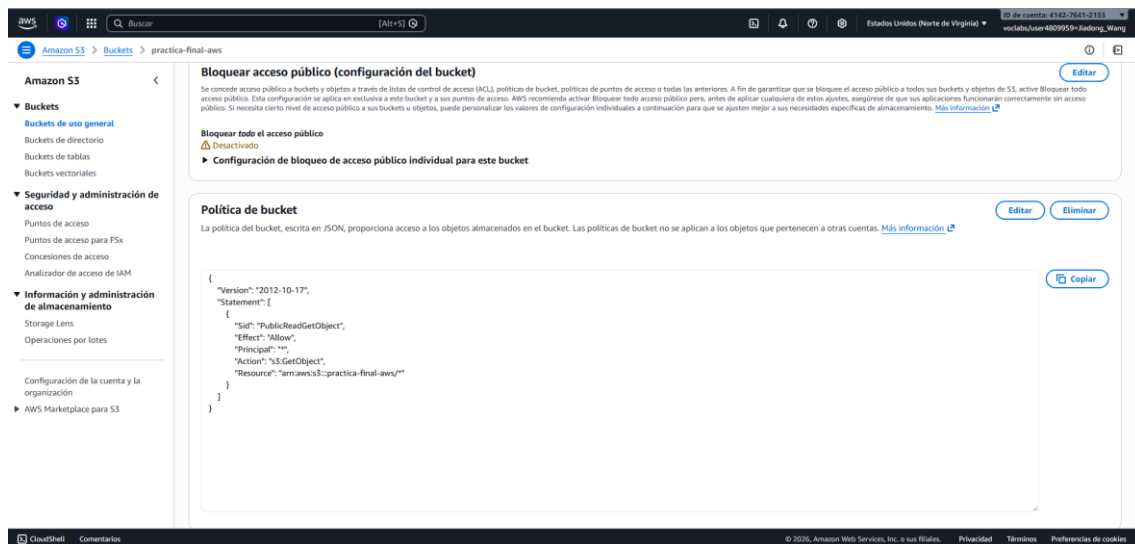 aws
Buscar
[Alt+S]
Estados Unidos (Norte de Virginia)
ID de cuenta: 4142-7641-2153
voclabs/user4809959=Jiadong_Wang
Amazon S3 > Buckets > practica-final-aws
Amazon S3
Buckets
Buckets de uso general
Buckets de directorio
Buckets de tablas
Buckets vectoriales
Seguridad y administración de
acceso
Puntos de acceso
Puntos de acceso para FSx
Concesiones de acceso
Analizador de acceso de IAM
Información y administración
de almacenamiento
Storage Lens
Operaciones por lotes
Configuración de la cuenta y la
organización
AWS Marketplace para S3
Bloquear acceso público (configuración del bucket)
Editar
Se concede acceso público a buckets y objetos a través de listas de control de acceso (ACL), políticas de bucket, políticas de puntos de acceso o todas las anteriores. A fin de garantizar que se bloquee el acceso público a todos sus buckets y objetos de S3, active Bloquear todo
acceso público. Esta configuración se aplica en exclusiva a este bucket y a sus puntos de acceso. AWS recomienda activar Bloquear todo acceso público pero, antes de aplicar cualquiera de estos ajustes, asegúrese de que sus aplicaciones funcionarán correctamente sin acceso
público. Si necesita cierto nivel de acceso público a sus buckets u objetos, puede personalizar los valores de configuración individuales a continuación para que se ajusten mejor a sus necesidades específicas de almacenamiento. Más información
Bloquear todo el acceso público
Desactivado
Configuración de bloqueo de acceso público individual para este bucket
Política de bucket
Editar
Eliminar
La política del bucket, escrita en JSON, proporciona acceso a los objetos almacenados en el bucket. Las políticas de bucket no se aplican a los objetos que pertenecen a otras cuentas. Más información
Copiar
{
"Version": "2012-10-17",
"Statement": [
{
"Sid": "PublicReadGetObject",
"Effect": "Allow",
"Principal": "*",
"Action": "s3:GetObject",
"Resource": "arn:aws:s3:::practica-final-aws/*"
}
]
}
CloudShell
Comentarios
© 2026, Amazon Web Services, Inc. o sus filiales.
Privacidad
Términos
Preferencias de cookies